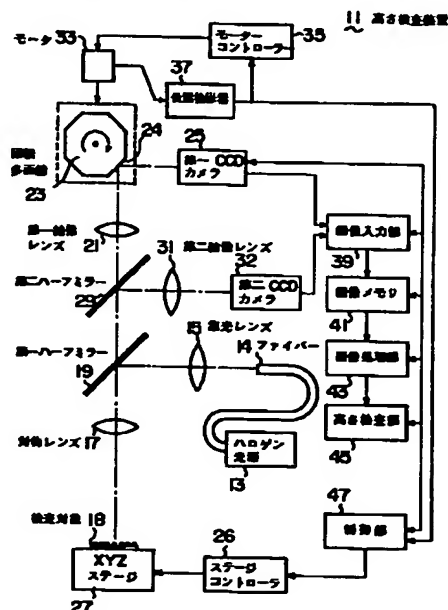 11 高さ検査装置
モータ 33
モーター
コントローラ
35
37
位置検出器
24
回転
多面鏡
23
25
第一 CCD
カメラ
第一結像
レンズ
21
第二結像レンズ
31
32
第二 CCD
カメラ
第二ハーフミラー
29
画像入力部
39
画像メモリ
41
画像処理部
43
高さ検査部
45
15 集光レンズ
14 ファイバー
第一ハーフミラー
19
対物レンズ
17
ハロゲン
光源
13
検査対象 18
XYZ
ステージ
27
26
ステージ
コントローラ
47
制御部